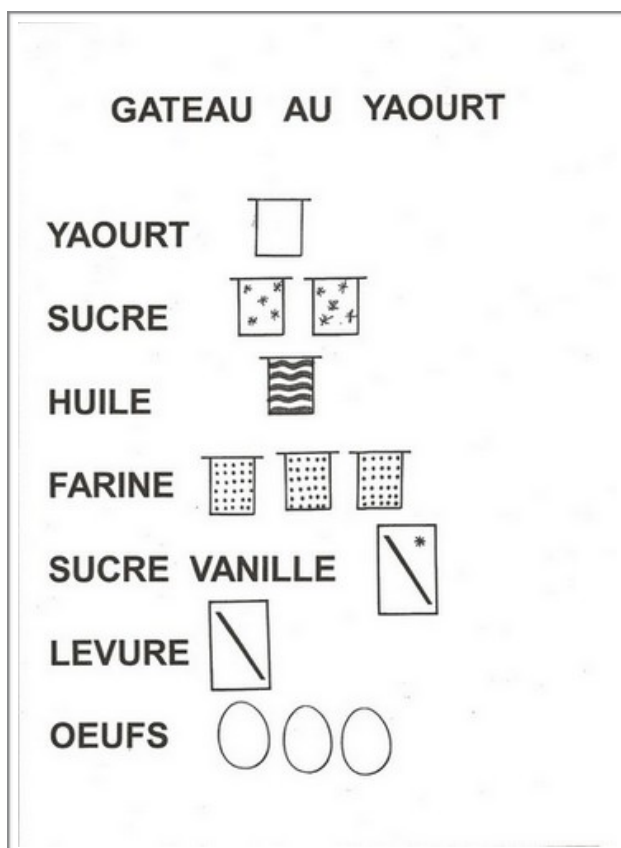 GATEAU AU YAOURT
YAOURT
SUCRE
HUILE
FARINE
SUCRE VANILLE
LEVURE
OEUFS